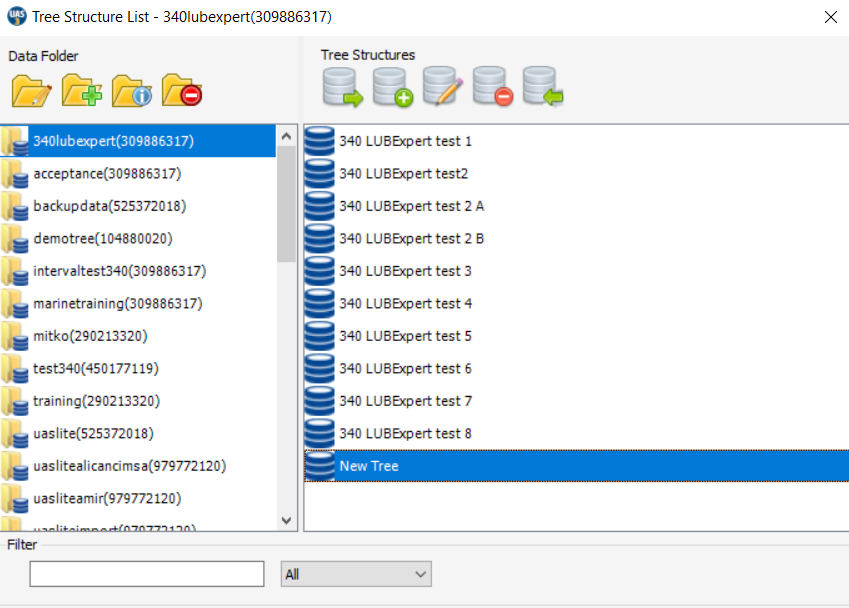 UAS
Tree Structure List - 340lubexpert(309886317)
Data Folder
Tree Structures
340lubexpert(309886317)
acceptance(309886317)
backupdata(525372018)
demotree(104880020)
intervaltest340(309886317)
marinetraining(309886317)
mitko(290213320)
test340(450177119)
training(290213320)
uaslite(525372018)
uaslitealicancimsa(979772120)
uasliteamir(979772120)
uasliteimport(979772120)
340 LUBExpert test 1
340 LUBExpert test2
340 LUBExpert test 2 A
340 LUBExpert test 2 B
340 LUBExpert test 3
340 LUBExpert test 4
340 LUBExpert test 5
340 LUBExpert test 6
340 LUBExpert test 7
340 LUBExpert test 8
New Tree
Filter
All